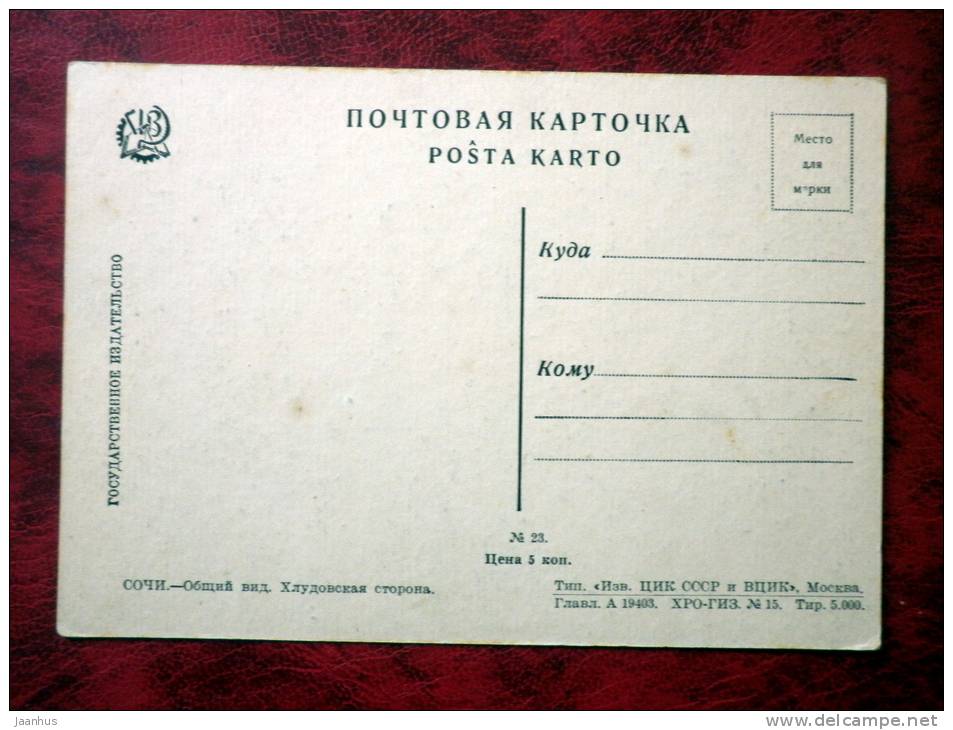 ГИЗ
ПОЧТОВАЯ КАРТОЧКА
POŜTA KARTO
Место
для
марки
Куда
Кому
ГОСУДАРСТВЕННОЕ ИЗДАТЕЛЬСТВО
№ 23.
Цена 5 коп.
СОЧИ.—Общий вид. Хлудовская сторона.
Тип. «Изв. ЦИК СССР и ВЦИК», Москва.
Главл. А 19403. ХРО-ГИЗ. № 15. Тир. 5.000.
Jaanhus
www.delcampe.net